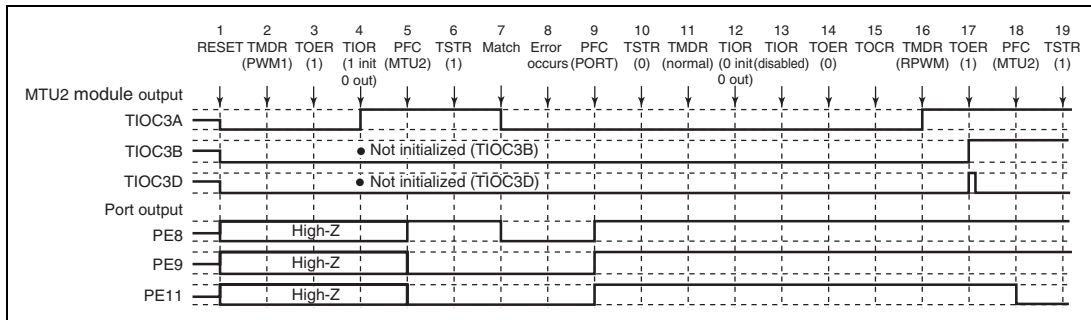 1 2 3 4 5 6 7 8 9 10 11 12 13 14 15 16 17 18 19
RESET TMDR TOER TIOR PFC TSTR Match Error PFC TSTR TMDR TIOR TIOR TOER TOCR TMDR TOER PFC TSTR
(PWM1) (1) (1 init (MTU2) (1) occurs (PORT) (0) (normal) (0 init (disabled) (0) (RPWM) (1) (MTU2) (1)
0 out) 0 out)
MTU2 module output
TIOC3A
TIOC3B
• Not initialized (TIOC3B)
TIOC3D
• Not initialized (TIOC3D)
Port output
PE8
High-Z
PE9
High-Z
PE11
High-Z